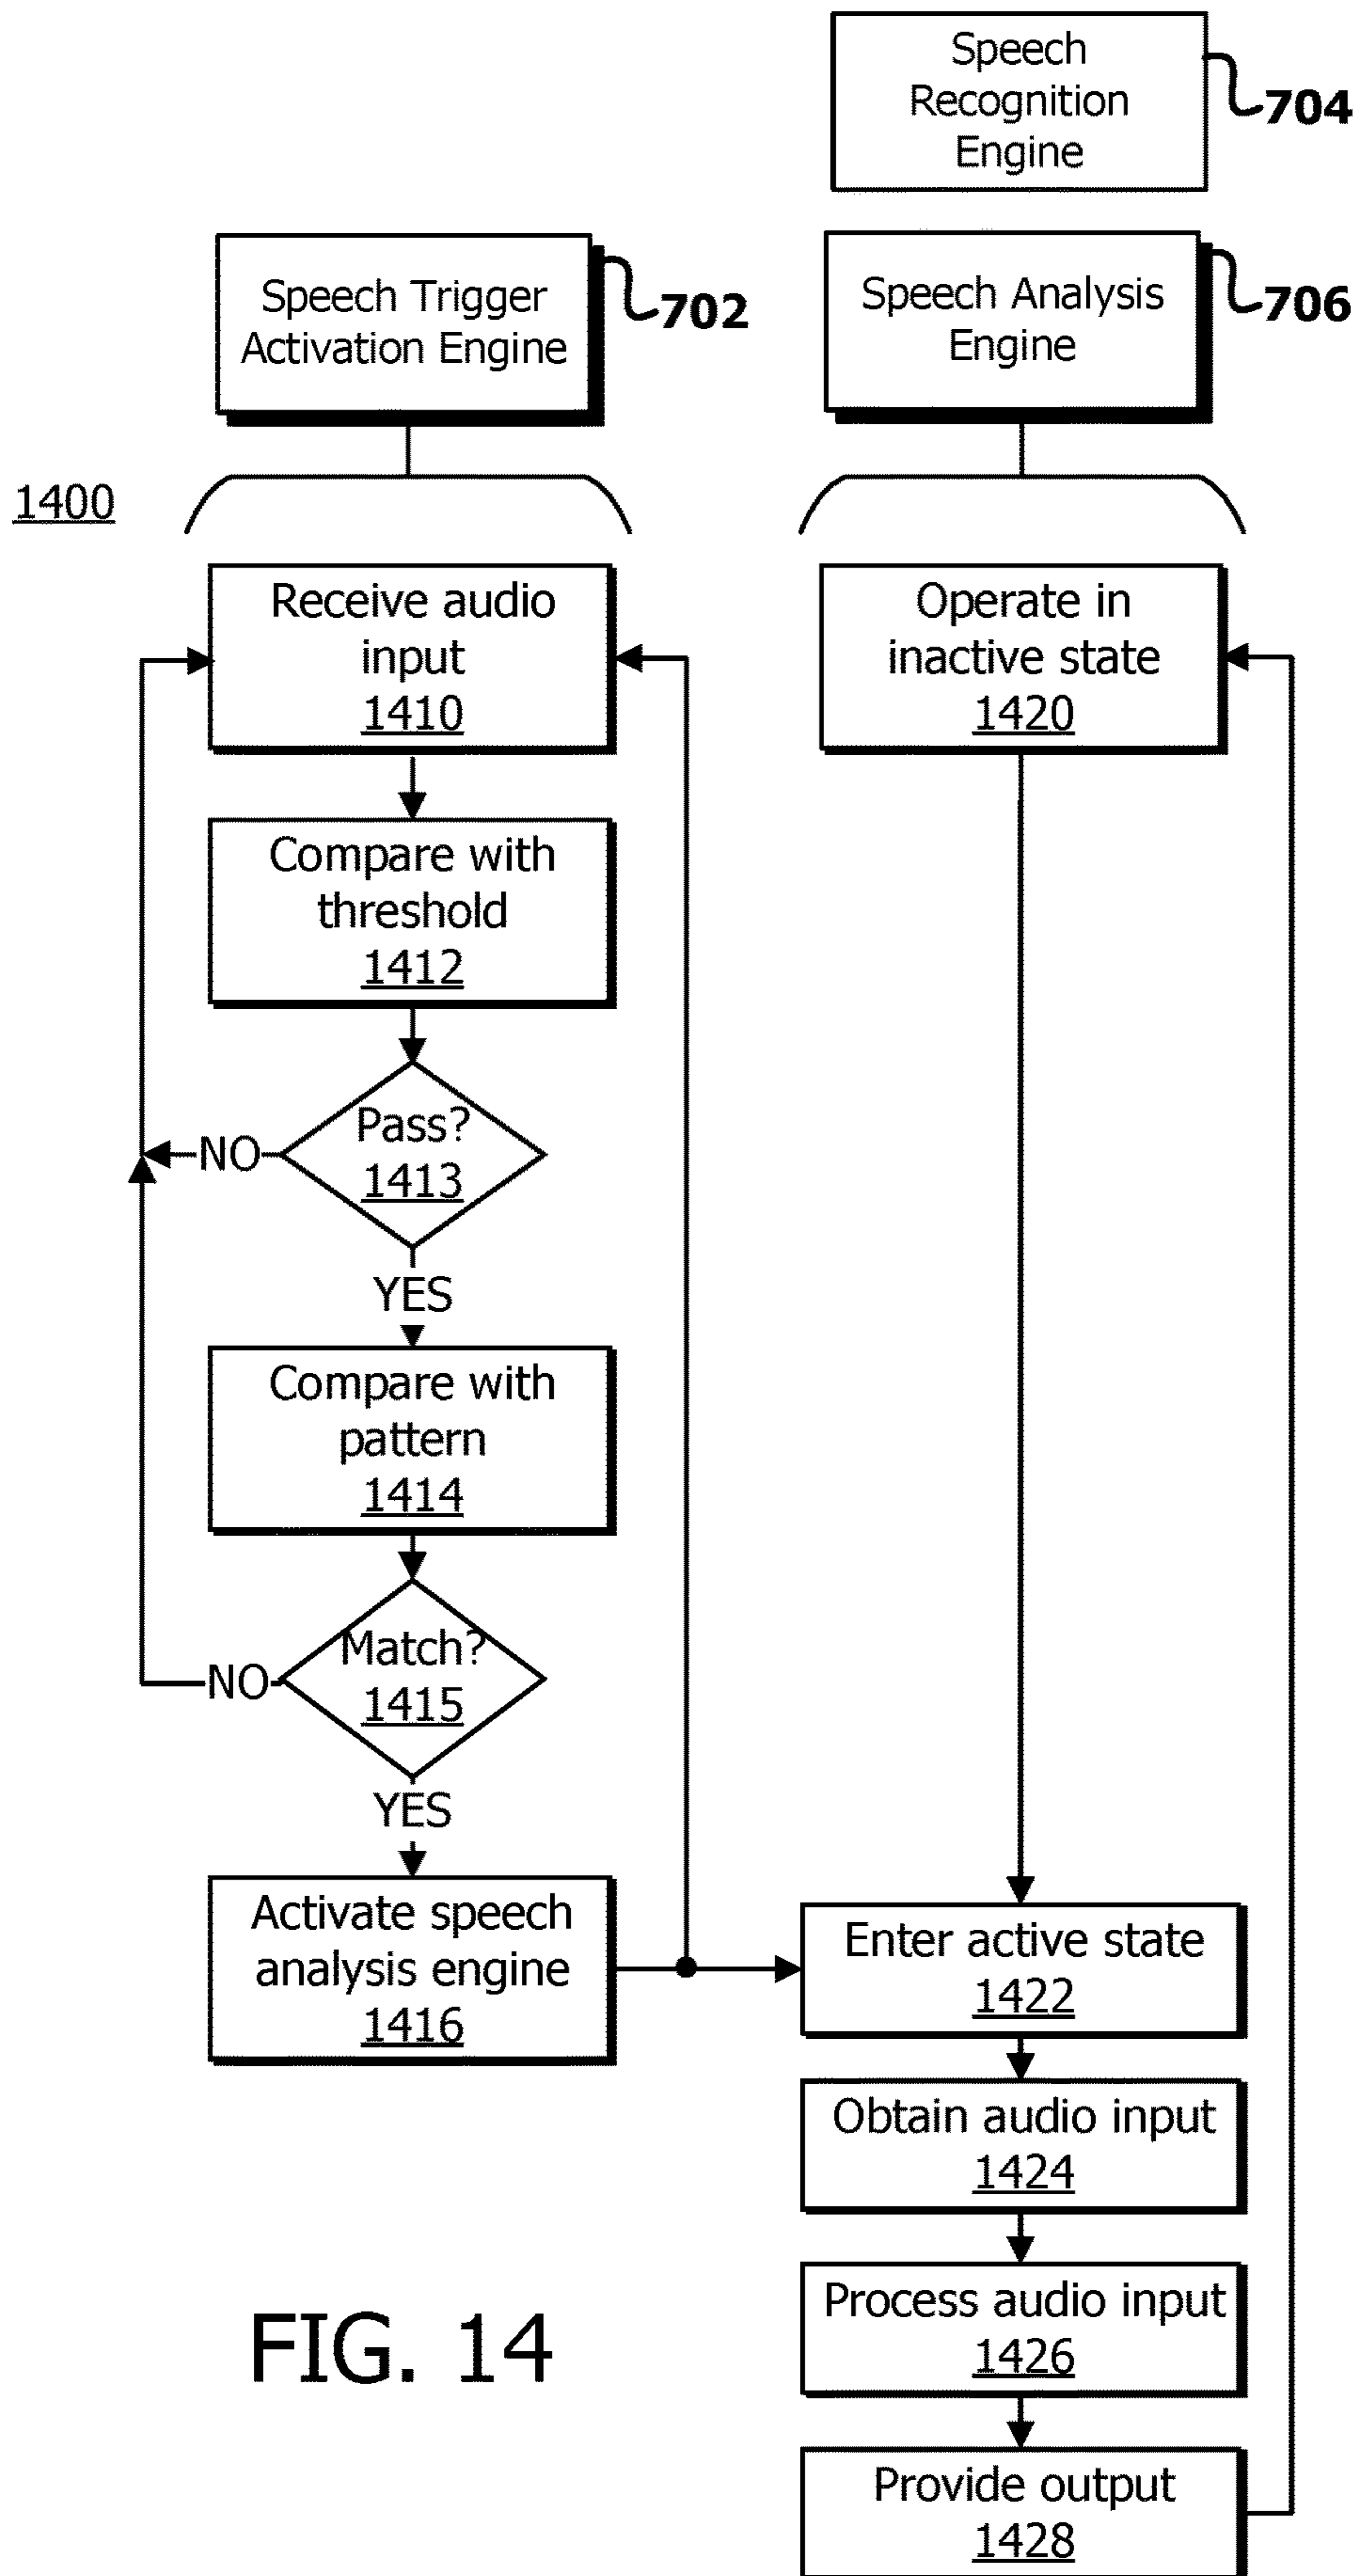 Speech
Recognition
Engine
704
Speech Trigger
Activation Engine
702
Speech Analysis
Engine
706
1400
Receive audio
input
1410
Compare with
threshold
1412
Pass?
1413
NO
YES
Compare with
pattern
1414
Match?
1415
NO
YES
Activate speech
analysis engine
1416
Operate in
inactive state
1420
Enter active state
1422
Obtain audio input
1424
Process audio input
1426
Provide output
1428
FIG. 14